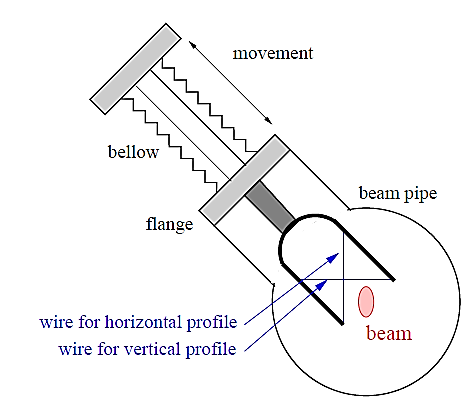 movement
bellow
beam pipe
flange
wire for horizontal profile
wire for vertical profile
beam